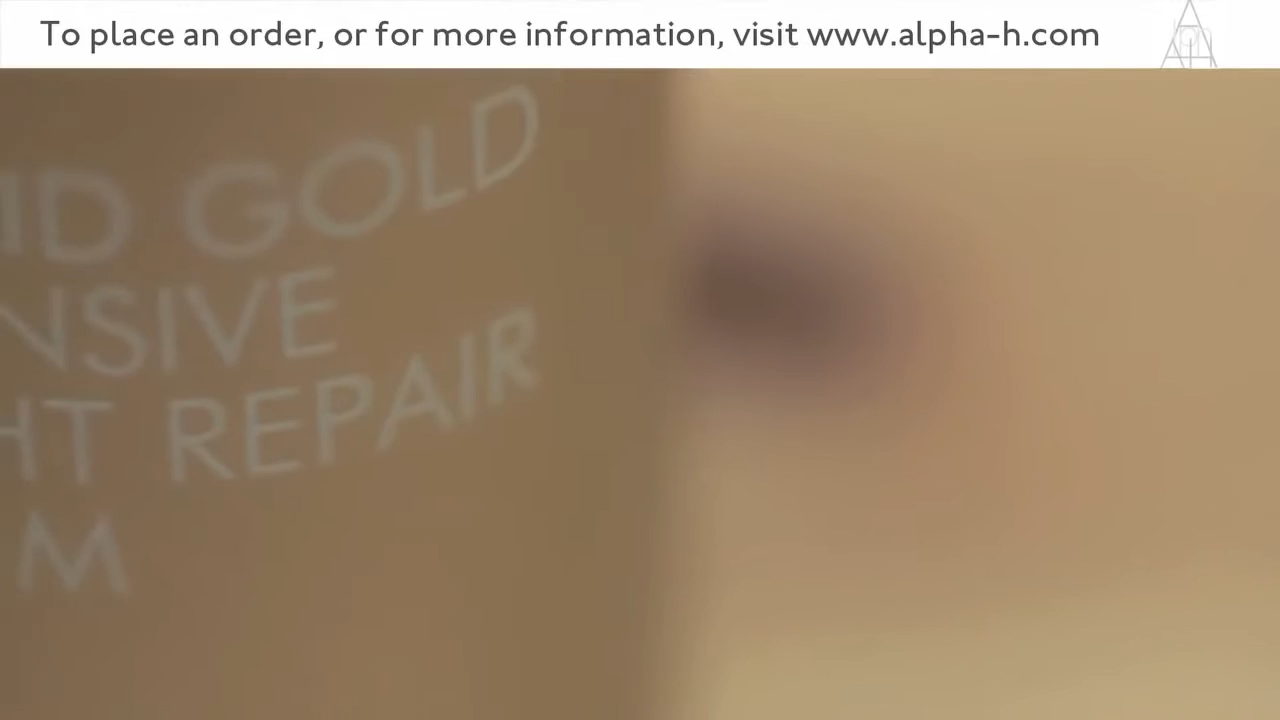 To place an order, or for more information, visit www.alpha-h.com
ID GOLD
NSIVE
HT REPAIR
M